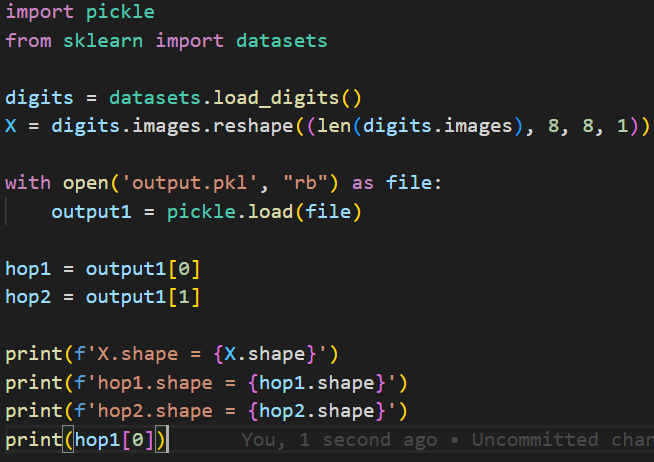 import pickle
from sklearn import datasets
digits = datasets.load_digits()
X = digits.images.reshape((len(digits.images), 8, 8, 1))
with open('output.pkl', "rb") as file:
    output1 = pickle.load(file)
hop1 = output1[0]
hop2 = output1[1]
print(f'X.shape = {X.shape}')
print(f'hop1.shape = {hop1.shape}')
print(f'hop2.shape = {hop2.shape}')
print(hop1[0]) You, 1 second ago • Uncommitted chan